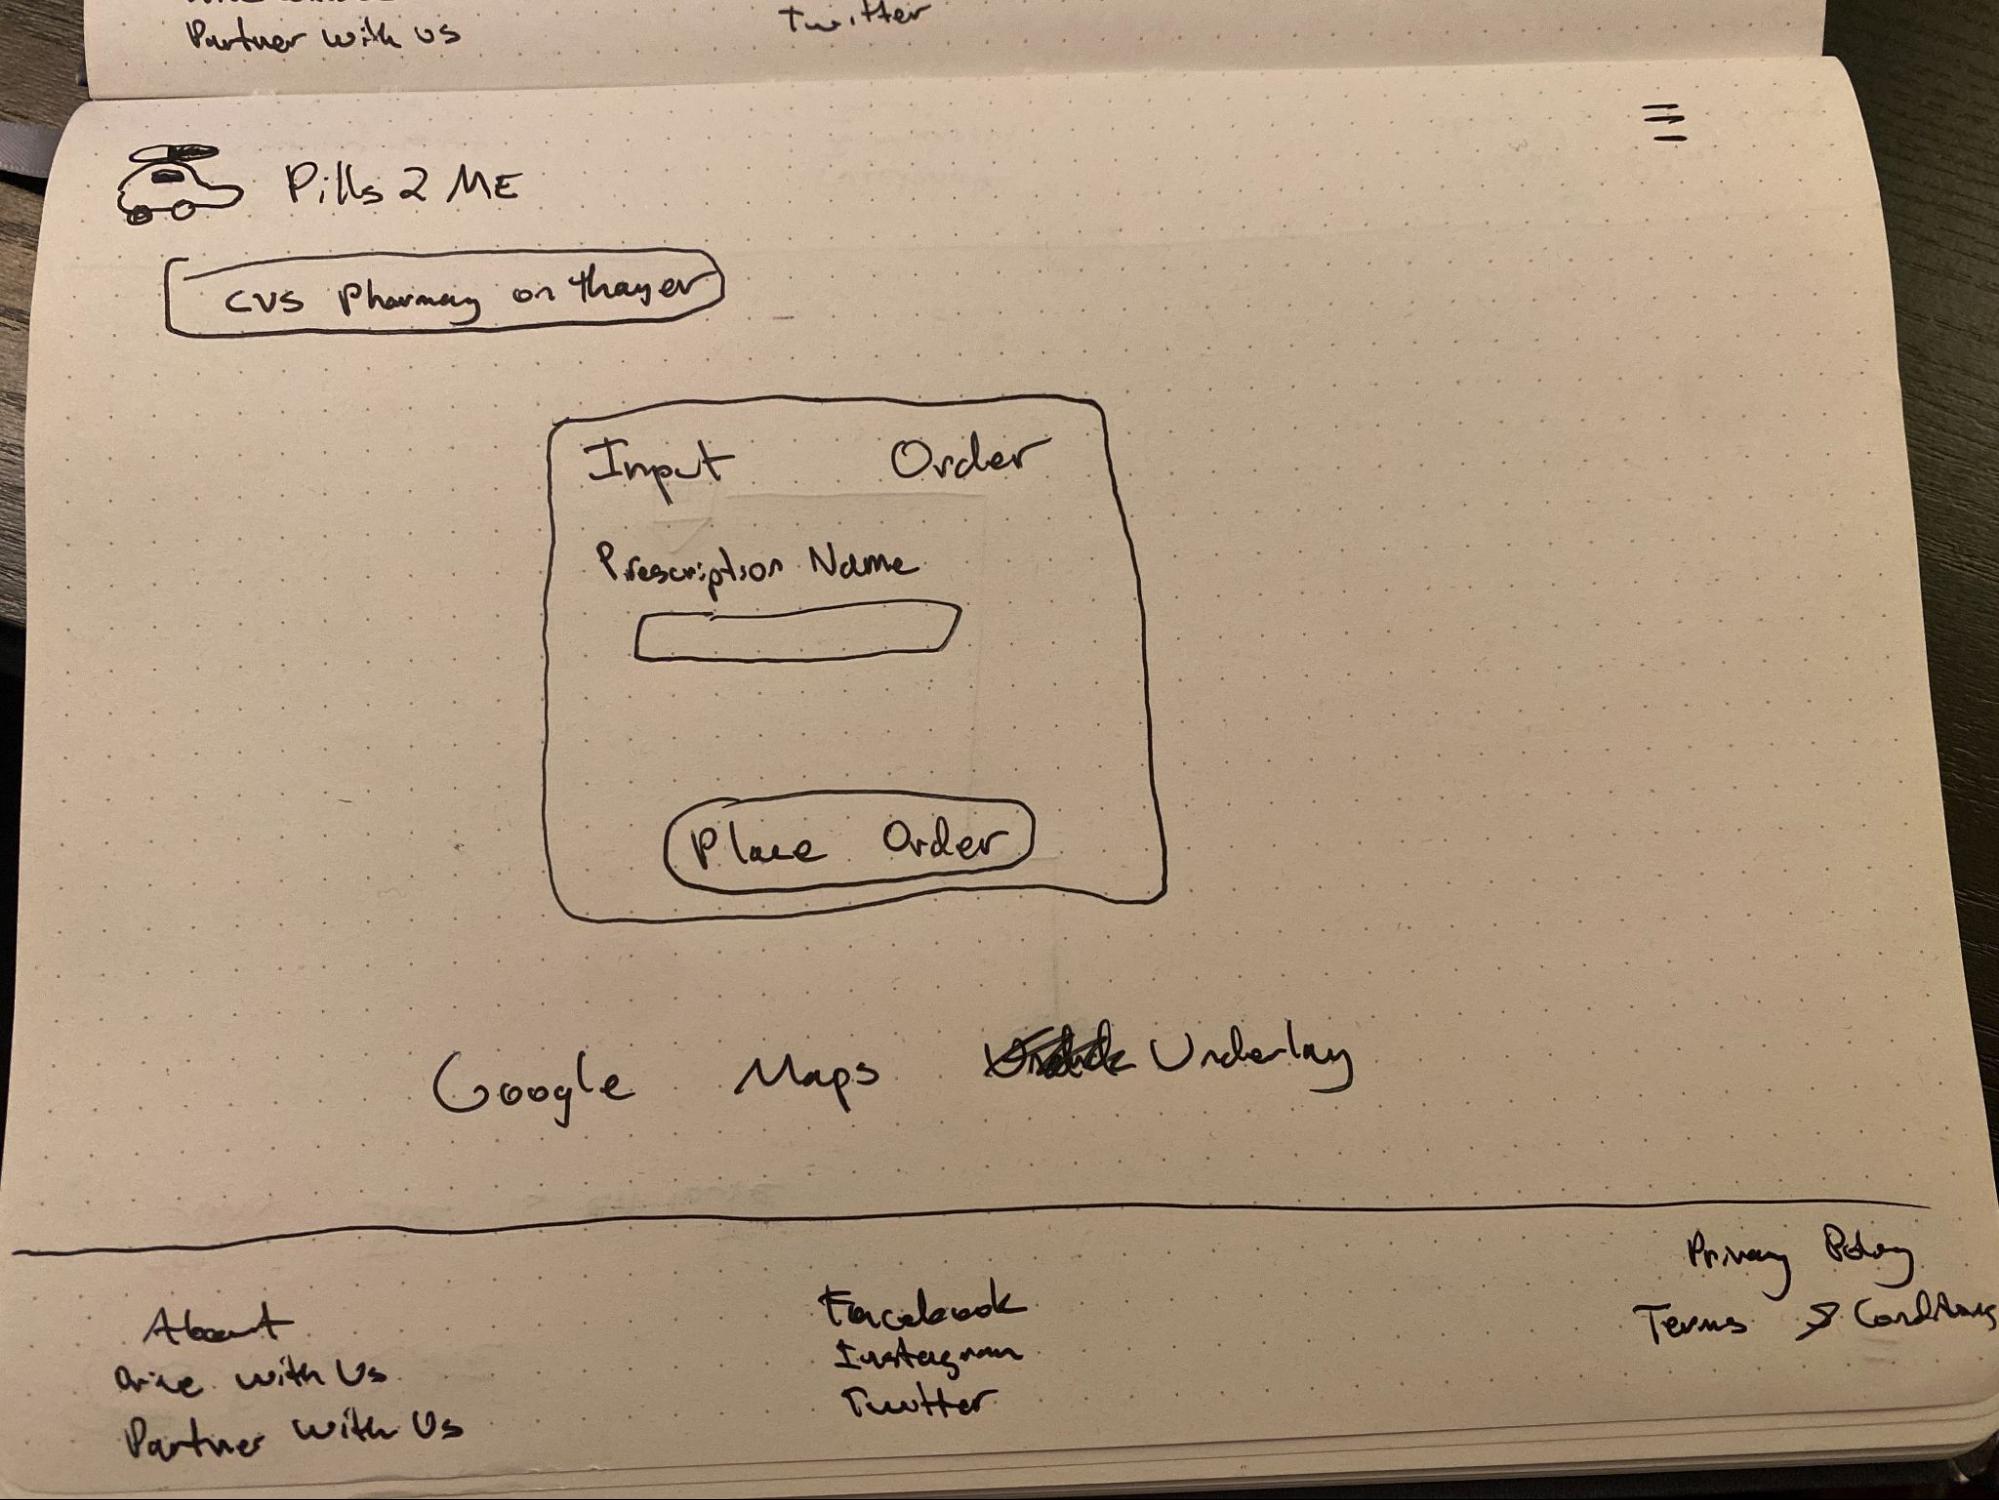 Partner with us
Twitter
Pills 2 ME
CVS Pharmacy on thayer
Input Order
Prescription Name
Place Order
Google Maps Underlay
About
Drive with Us
Partner with Us
Facebook
Instagram
Twitter
Privacy Policy
Terms & Conditions